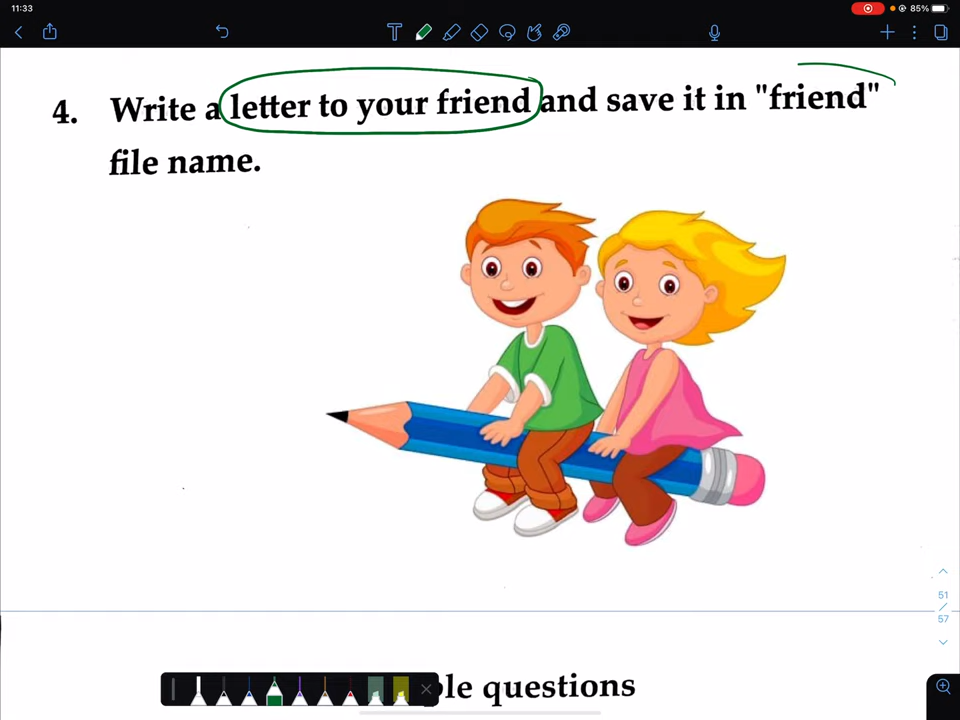 11:33
85%
4. Write a letter to your friend and save it in "friend"
file name.
51
/
57
ple questions